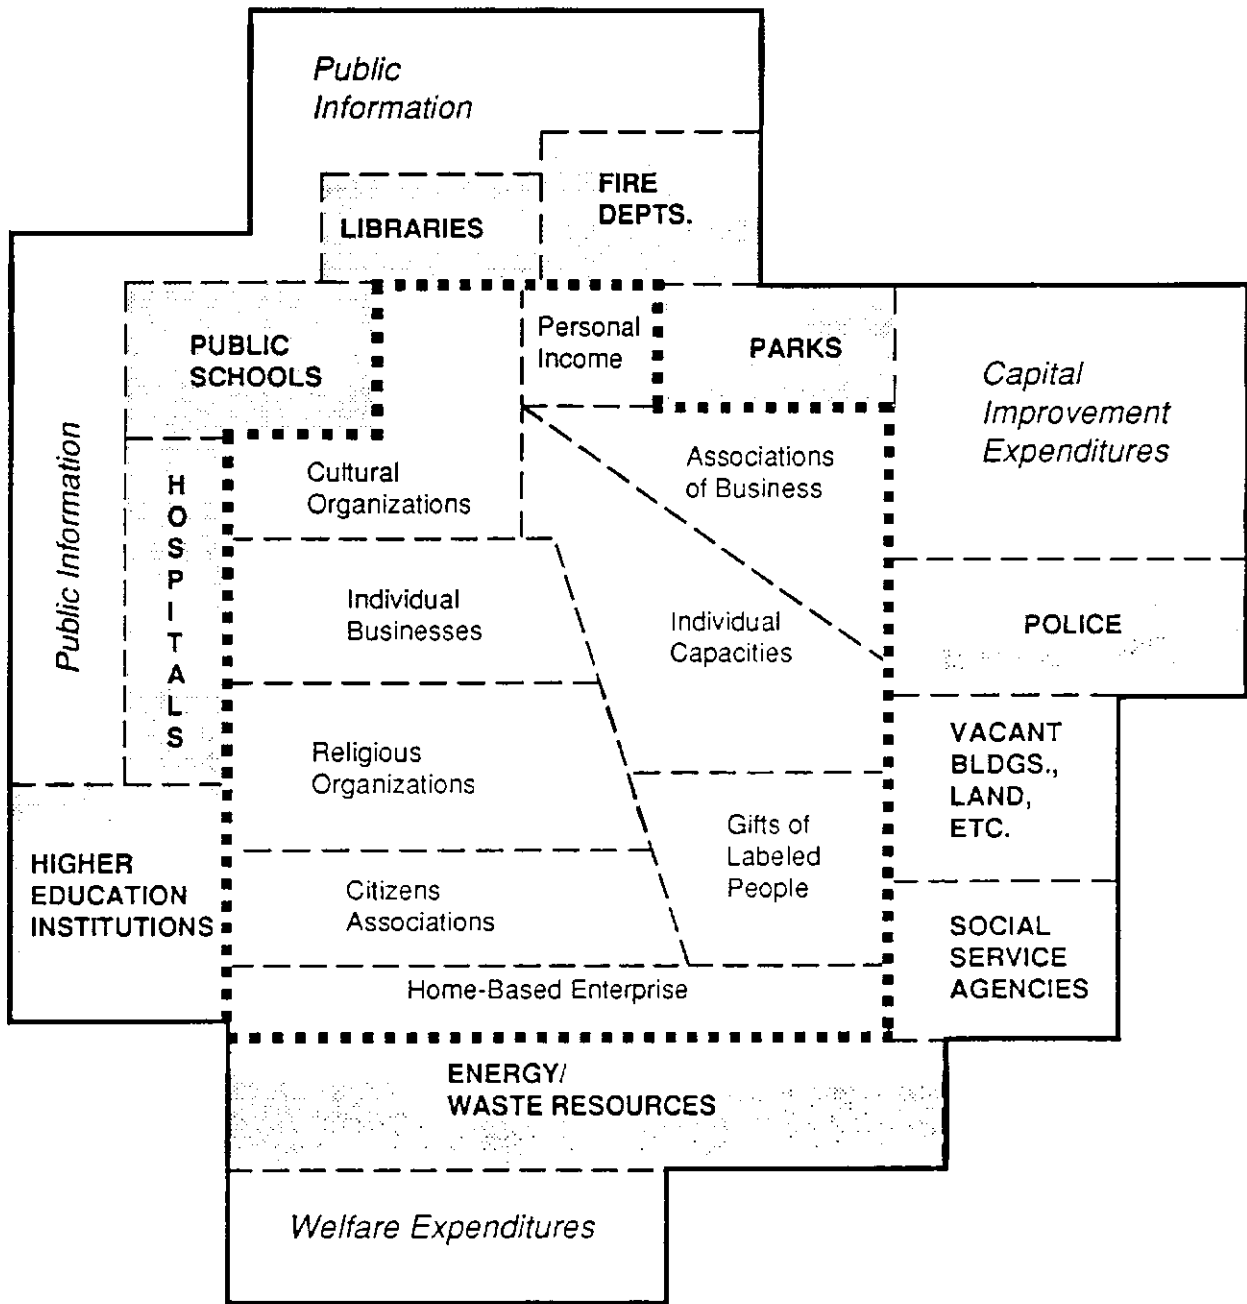 Public
Information
FIRE
DEPTS.
LIBRARIES
Personal
Income
PUBLIC
SCHOOLS
PARKS
Capital
Improvement
Expenditures
Public Information
HOSPITALS
Cultural
Organizations
Associations
of Business
Individual
Businesses
Individual
Capacities
POLICE
Religious
Organizations
VACANT
BLDGS.,
LAND,
ETC.
Gifts of
Labeled
People
HIGHER
EDUCATION
INSTITUTIONS
Citizens
Associations
SOCIAL
SERVICE
AGENCIES
Home-Based Enterprise
ENERGY/
WASTE RESOURCES
Welfare Expenditures